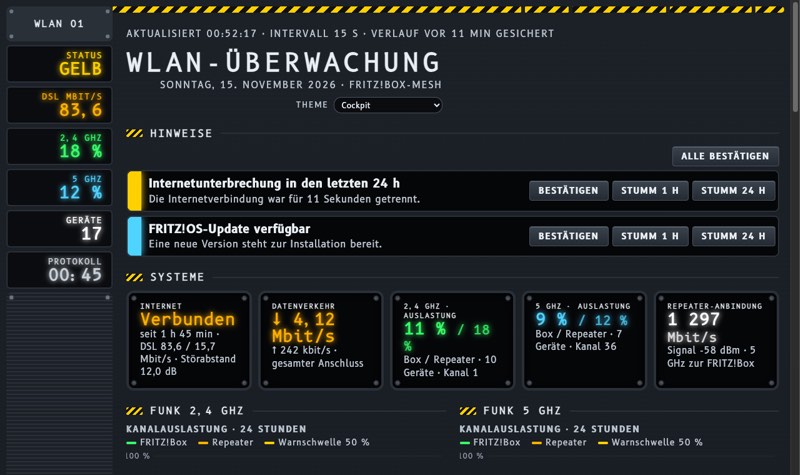 WLAN 01
STATUS
GELB
DSL MBIT/S
83,6
2,4 GHZ
18 %
5 GHZ
12 %
GERÄTE
17
PROTOKOLL
00:45
AKTUALISIERT 00:52:17 · INTERVALL 15 S · VERLAUF VOR 11 MIN GESICHERT
WLAN-ÜBERWACHUNG
SONNTAG, 15. NOVEMBER 2026 · FRITZ!BOX-MESH
THEME Cockpit
HINWEISE
ALLE BESTÄTIGEN
Internetunterbrechung in den letzten 24 h
Die Internetverbindung war für 11 Sekunden getrennt.
BESTÄTIGEN STUMM 1 H STUMM 24 H
FRITZ!OS-Update verfügbar
Eine neue Version steht zur Installation bereit.
BESTÄTIGEN STUMM 1 H STUMM 24 H
SYSTEME
INTERNET
Verbunden
seit 1 h 45 min ·
DSL 83,6 / 15,7
Mbit/s · Störabstand
12,0 dB
DATENVERKEHR
↓ 4,12
Mbit/s
↑ 242 kbit/s ·
gesamter Anschluss
2,4 GHZ ·
AUSLASTUNG
11 % / 18
%
Box / Repeater · 10
Geräte · Kanal 1
5 GHZ · AUSLASTUNG
9 % / 12 %
Box / Repeater · 7
Geräte · Kanal 36
REPEATER-ANBINDUNG
1 297
Mbit/s
Signal -58 dBm · 5
GHz zur FRITZ!Box
FUNK 2,4 GHZ
KANALAUSLASTUNG · 24 STUNDEN
FRITZ!Box Repeater Warnschwelle 50 %
100 %
FUNK 5 GHZ
KANALAUSLASTUNG · 24 STUNDEN
FRITZ!Box Repeater Warnschwelle 50 %
100 %